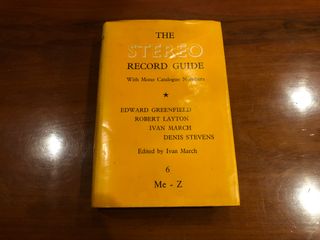 THE
STEREO
RECORD GUIDE
With Mono Catalogue Numbers
★
EDWARD GREENFIELD
ROBERT LAYTON
IVAN MARCH
DENIS STEVENS
Edited by Ivan March
6
Me - Z